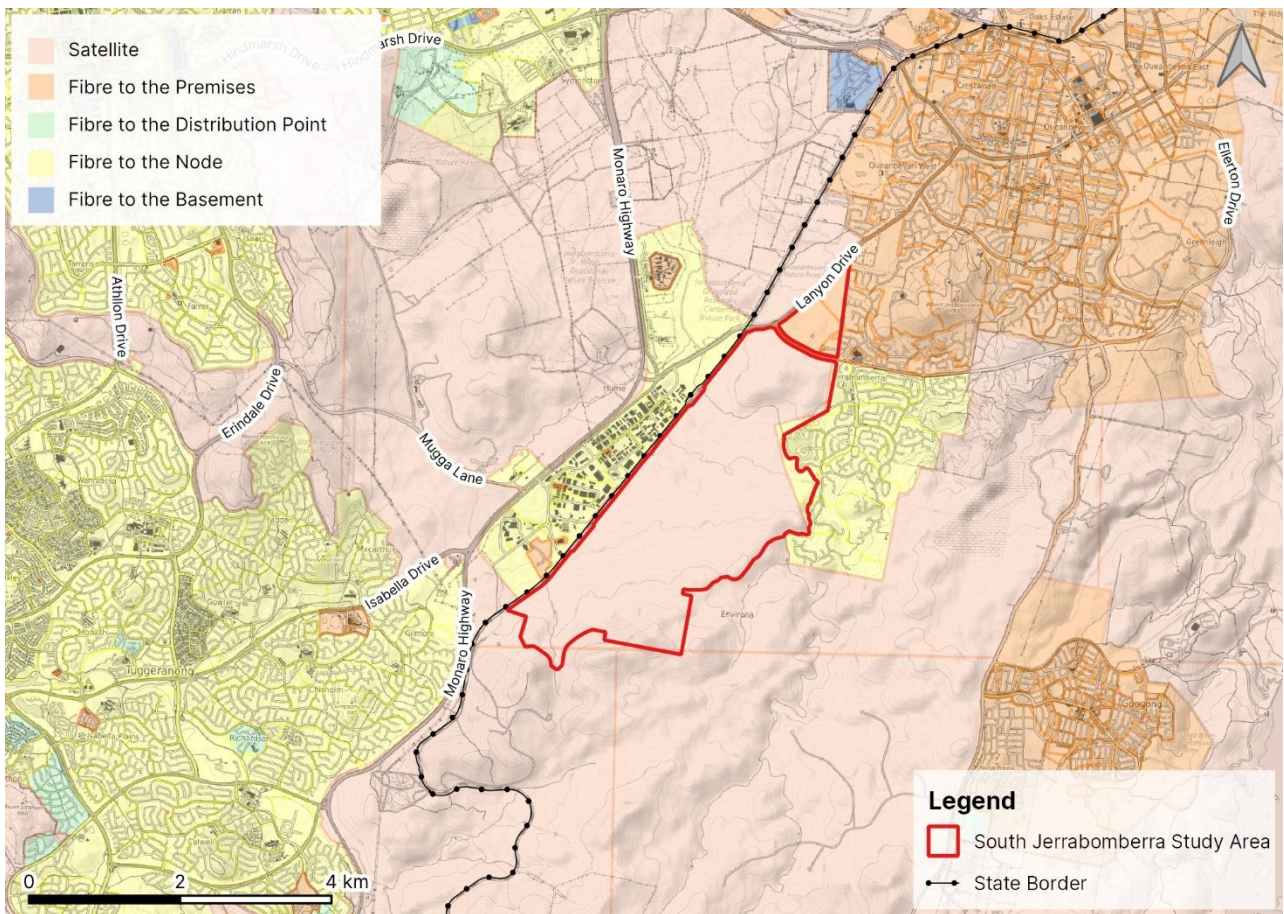 Satellite
Fibre to the Premises
Fibre to the Distribution Point
Fibre to the Node
Fibre to the Basement
Hindmarsh Drive
Hindmarsh Drive
Symonston
Monaro Highway
Oaks Estate
Queanbeyan East
Crestwood
Queanbeyan
Queanbeyan West
Ellerton Drive
Greenleigh
Torrens
Isaacs
Farrer
Athllon Drive
Lanyon Drive
Hume
Erindale Drive
Mugga Lane
Wanniassa
Fadden
Macarthur
Isabella Drive
Gowrie
Gilmore
Monash
Tuggeranong
Chisholm
Monaro Highway
Environa
Googong
Isabella Plains
Richardson
Calwell
Legend
South Jerrabomberra Study Area
State Border
0 2 4 km